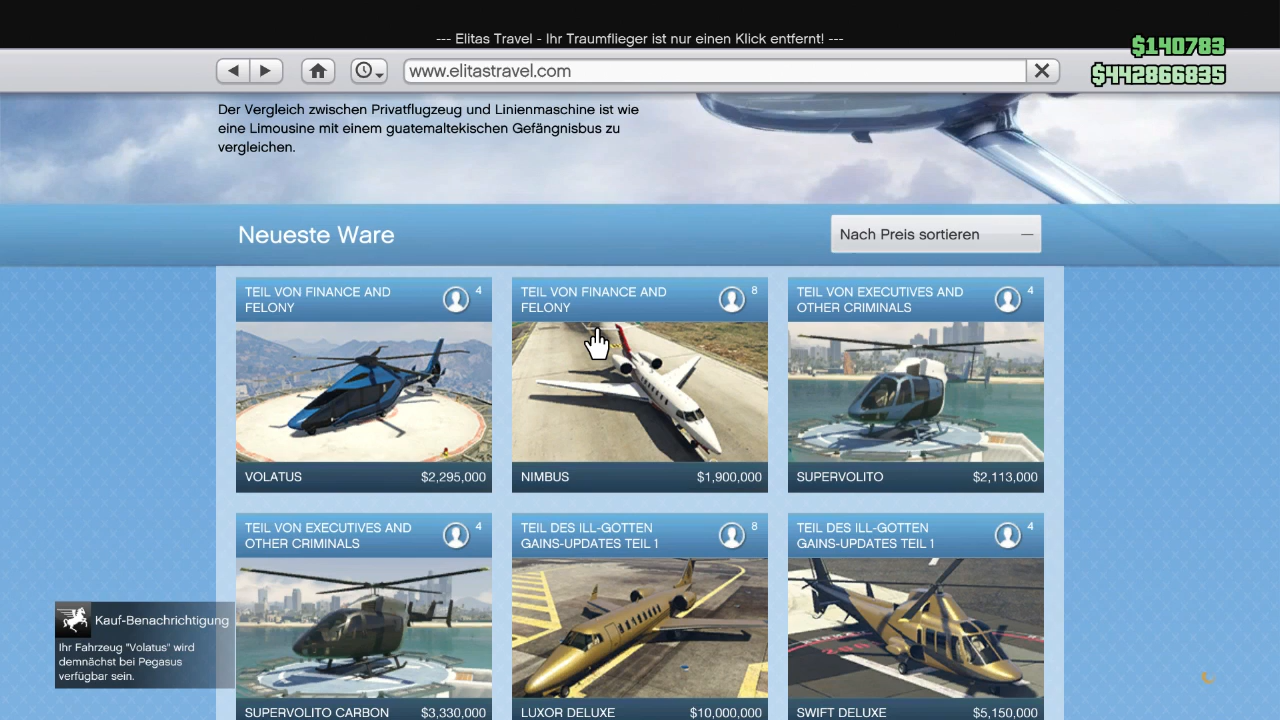 --- Elitas Travel - Ihr Traumflieger ist nur einen Klick entfernt! ---
$140783
www.elitastravel.com
$442866835
Der Vergleich zwischen Privatflugzeug und Linienmaschine ist wie
eine Limousine mit einem guatemaltekischen Gefängnisbus zu
vergleichen.
Neueste Ware
Nach Preis sortieren
TEIL VON FINANCE AND
FELONY
4
VOLATUS $2,295,000
TEIL VON FINANCE AND
FELONY
8
NIMBUS $1,900,000
TEIL VON EXECUTIVES AND
OTHER CRIMINALS
4
SUPERVOLITO $2,113,000
TEIL VON EXECUTIVES AND
OTHER CRIMINALS
4
SUPERVOLITO CARBON $3,330,000
TEIL DES ILL-GOTTEN
GAINS-UPDATES TEIL 1
8
LUXOR DELUXE $10,000,000
TEIL DES ILL-GOTTEN
GAINS-UPDATES TEIL 1
4
SWIFT DELUXE $5,150,000
Kauf-Benachrichtigung
Ihr Fahrzeug "Volatus" wird
demnächst bei Pegasus
verfügbar sein.